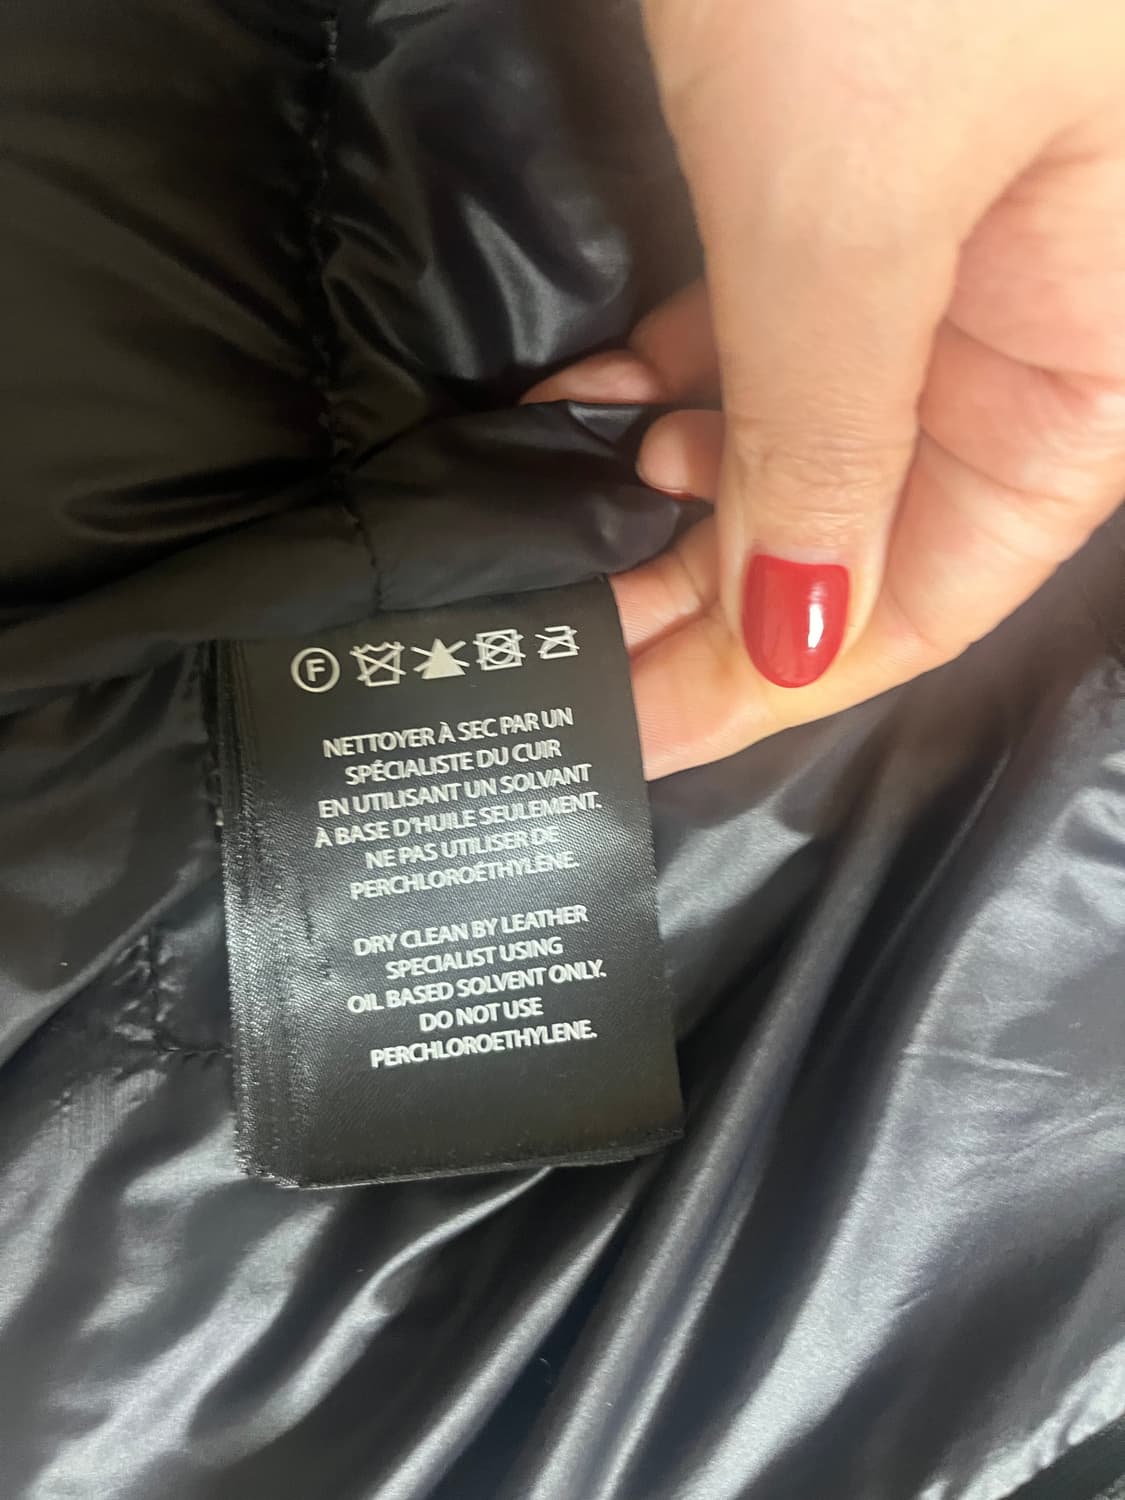 F
NETTOYER À SEC PAR UN
SPÉCIALISTE DU CUIR
EN UTILISANT UN SOLVANT
À BASE D'HUILE SEULEMENT.
NE PAS UTILISER DE
PERCHLOROÉTHYLÈNE.
DRY CLEAN BY LEATHER
SPECIALIST USING
OIL BASED SOLVENT ONLY.
DO NOT USE
PERCHLOROETHYLENE.